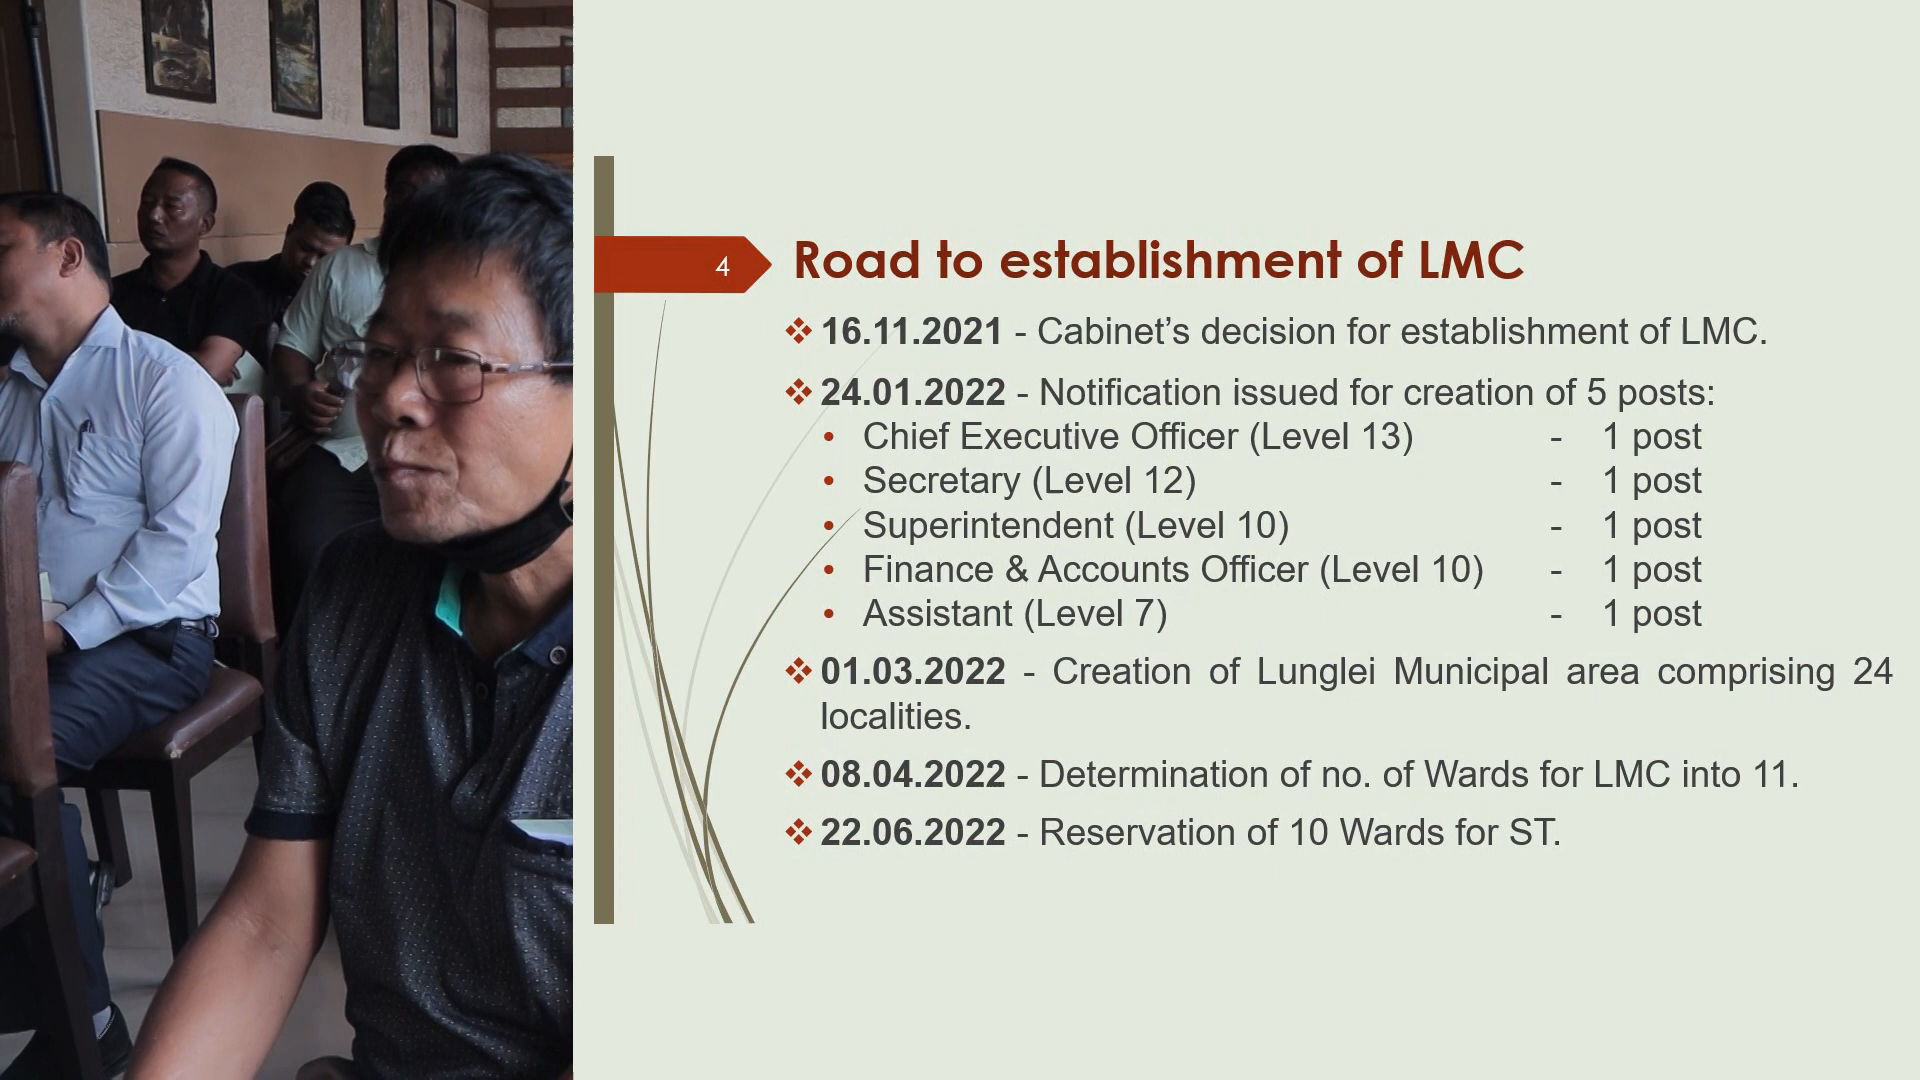 4
Road to establishment of LMC
❖ 16.11.2021 - Cabinet’s decision for establishment of LMC.
❖ 24.01.2022 - Notification issued for creation of 5 posts:
• Chief Executive Officer (Level 13) - 1 post
• Secretary (Level 12) - 1 post
• Superintendent (Level 10) - 1 post
• Finance & Accounts Officer (Level 10) - 1 post
• Assistant (Level 7) - 1 post
❖ 01.03.2022 - Creation of Lunglei Municipal area comprising 24
localities.
❖ 08.04.2022 - Determination of no. of Wards for LMC into 11.
❖ 22.06.2022 - Reservation of 10 Wards for ST.